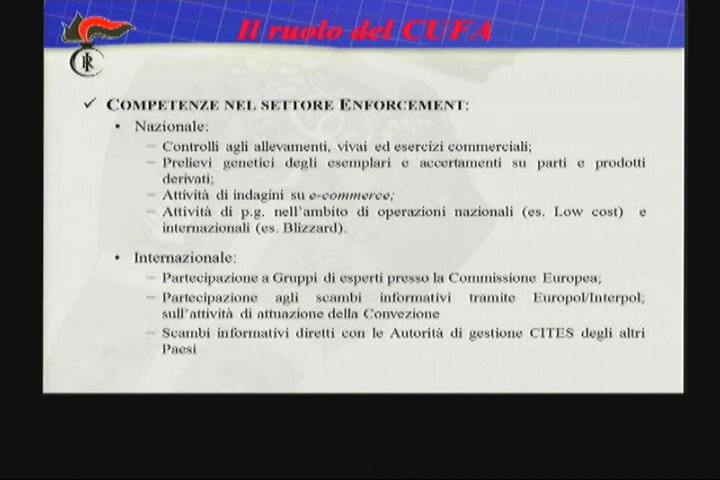 Il ruolo del CUFA
✓ COMPETENZE NEL SETTORE ENFORCEMENT:
• Nazionale:
– Controlli agli allevamenti, vivai ed esercizi commerciali;
– Prelievi genetici degli esemplari e accertamenti su parti e prodotti
derivati;
– Attività di indagini su e-commerce;
– Attività di p.g. nell'ambito di operazioni nazionali (es. Low cost) e
internazionali (es. Blizzard).
• Internazionale:
– Partecipazione a Gruppi di esperti presso la Commissione Europea;
– Partecipazione agli scambi informativi tramite Europol/Interpol;
sull'attività di attuazione della Convezione
– Scambi informativi diretti con le Autorità di gestione CITES degli altri
Paesi